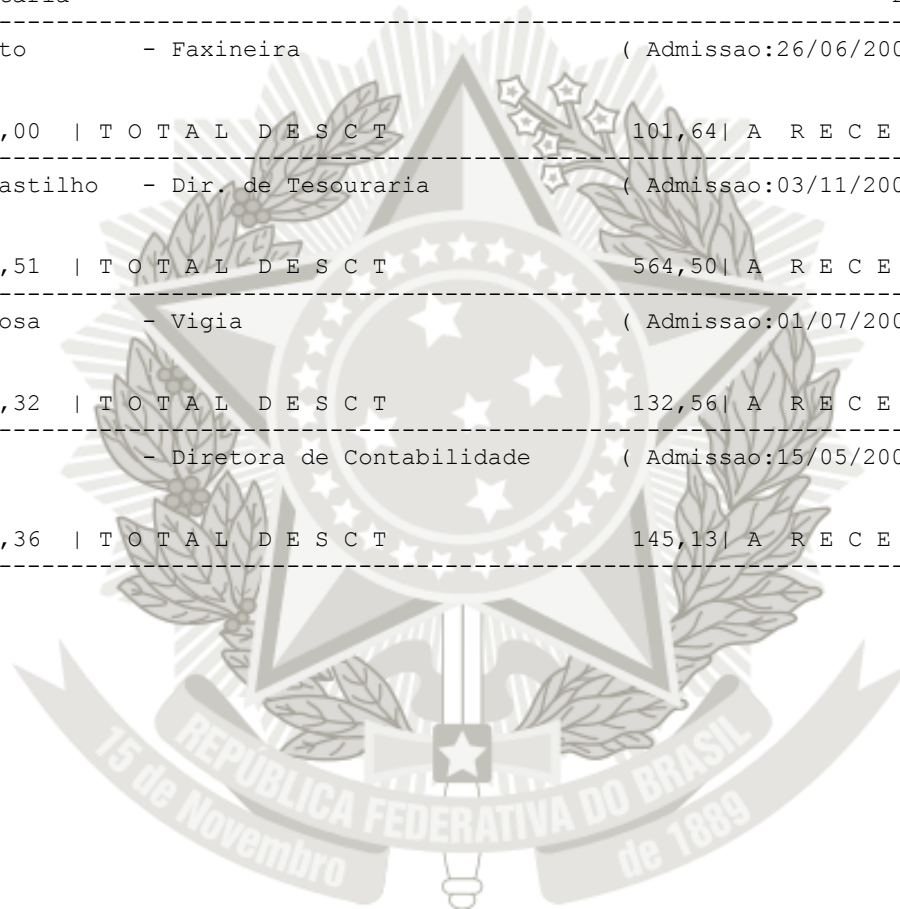 to - Faxineira ( Admissao:26/06/200
,00 | T O T A L D E S C T 101,64| A R E C E
astilho - Dir. de Tesouraria ( Admissao:03/11/200
,51 | T O T A L D E S C T 564,50| A R E C E
osa - Vigia ( Admissao:01/07/200
,32 | T O T A L D E S C T 132,56| A R E C E
- Diretora de Contabilidade ( Admissao:15/05/200
,36 | T O T A L D E S C T 145,13| A R E C E
REPÚBLICA FEDERATIVA DO BRASIL
15 de Novembro de 1889